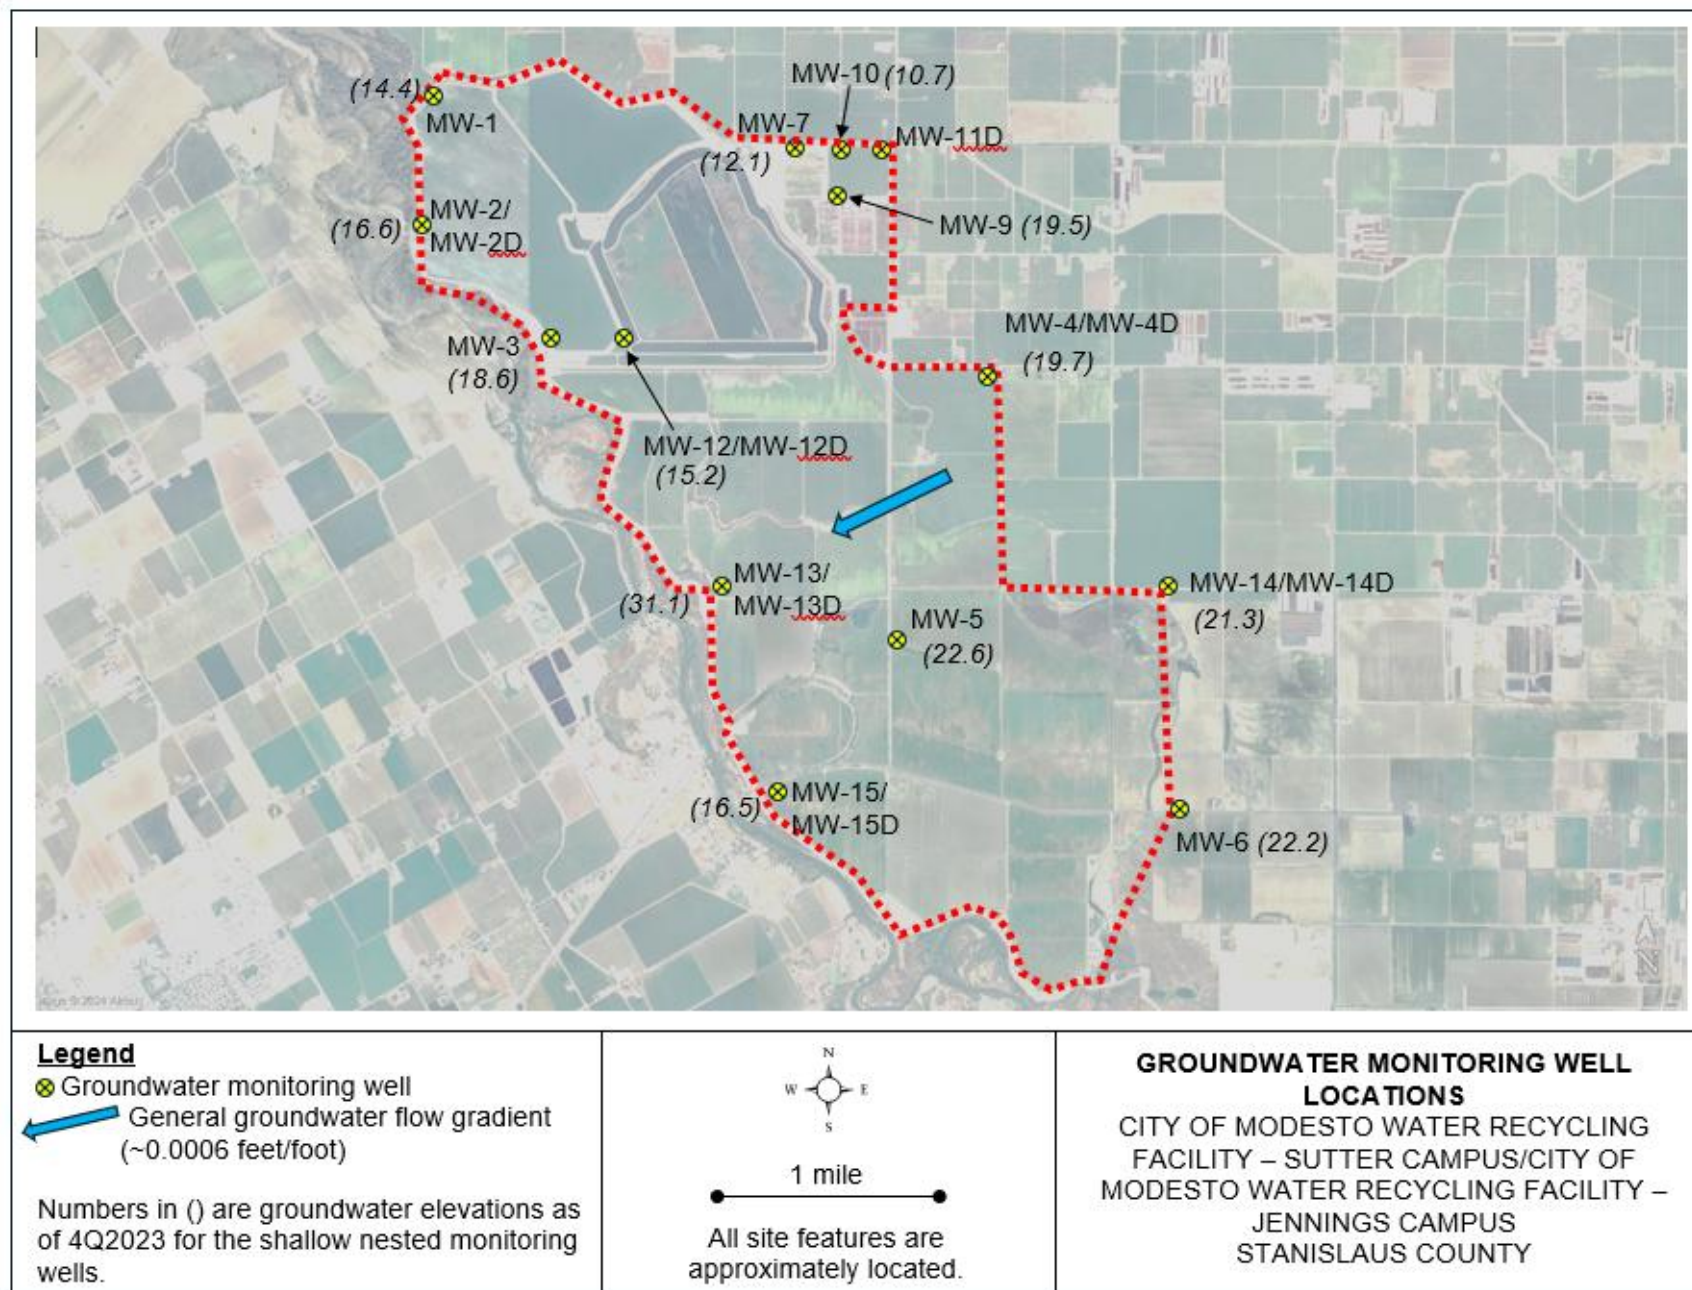 MW-10 (10.7)
(14.4)
MW-1
MW-7
(12.1)
MW-11D
MW-9 (19.5)
(16.6)
MW-2/
MW-2D
MW-3
(18.6)
MW-4/MW-4D
(19.7)
MW-12/MW-12D
(15.2)
(31.1)
MW-13/
MW-13D
MW-14/MW-14D
(21.3)
MW-5
(22.6)
(16.5)
MW-15/
MW-15D
MW-6 (22.2)
© 2024 Airbus
Legend
Groundwater monitoring well
General groundwater flow gradient
(~0.0006 feet/foot)
Numbers in () are groundwater elevations as
of 4Q2023 for the shallow nested monitoring
wells.
N
W E
S
1 mile
All site features are
approximately located.
GROUNDWATER MONITORING WELL
LOCATIONS
CITY OF MODESTO WATER RECYCLING
FACILITY – SUTTER CAMPUS/CITY OF
MODESTO WATER RECYCLING FACILITY –
JENNINGS CAMPUS
STANISLAUS COUNTY